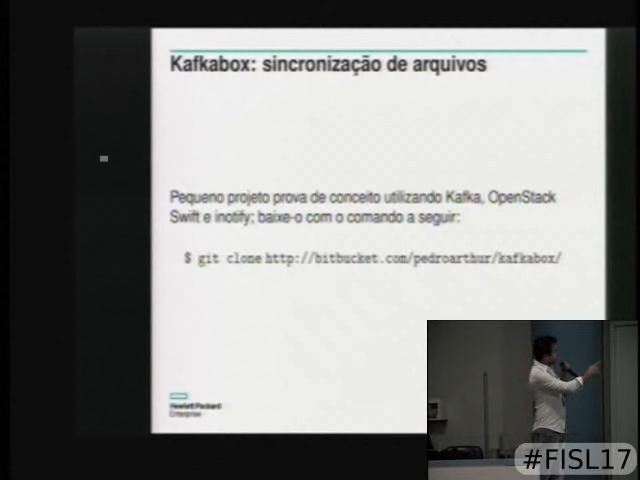 Kafkabox: sincronização de arquivos
Pequeno projeto prova de conceito utilizando Kafka, OpenStack
Swift e inotify; baixe-o com o comando a seguir:
$ git clone http://bitbucket.com/pedroarthur/kafkabox/
Hewlett Packard
Enterprise
#FISL17